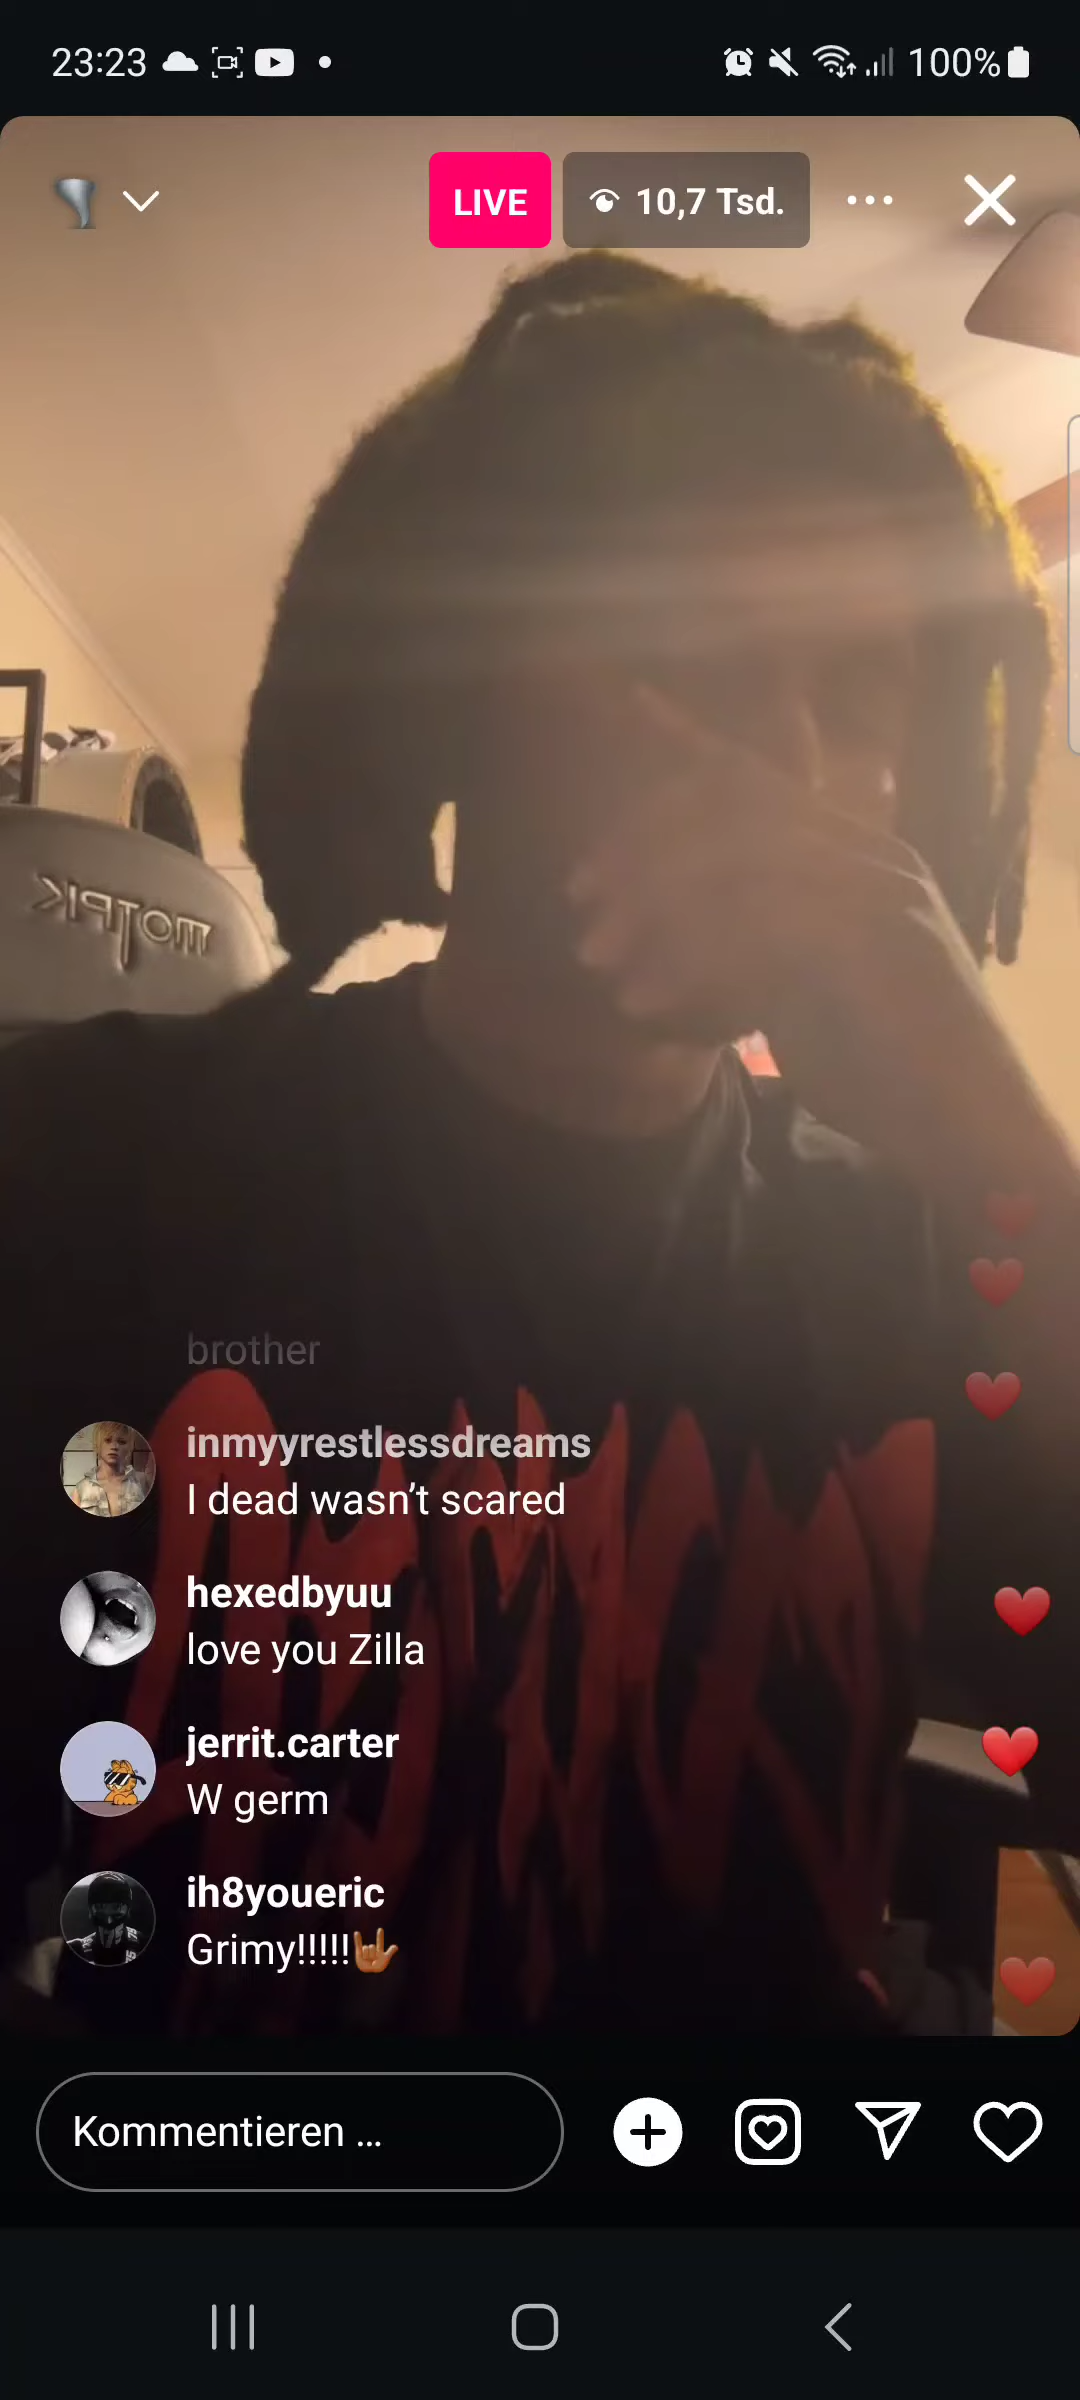 23:23
100%
LIVE
10,7 Tsd.
brother
inmyyrestlessdreams
I dead wasn’t scared
hexedbyuu
love you Zilla
jerrit.carter
W germ
ih8youeric
Grimy!!!!!🤟🏽
Kommentieren ...